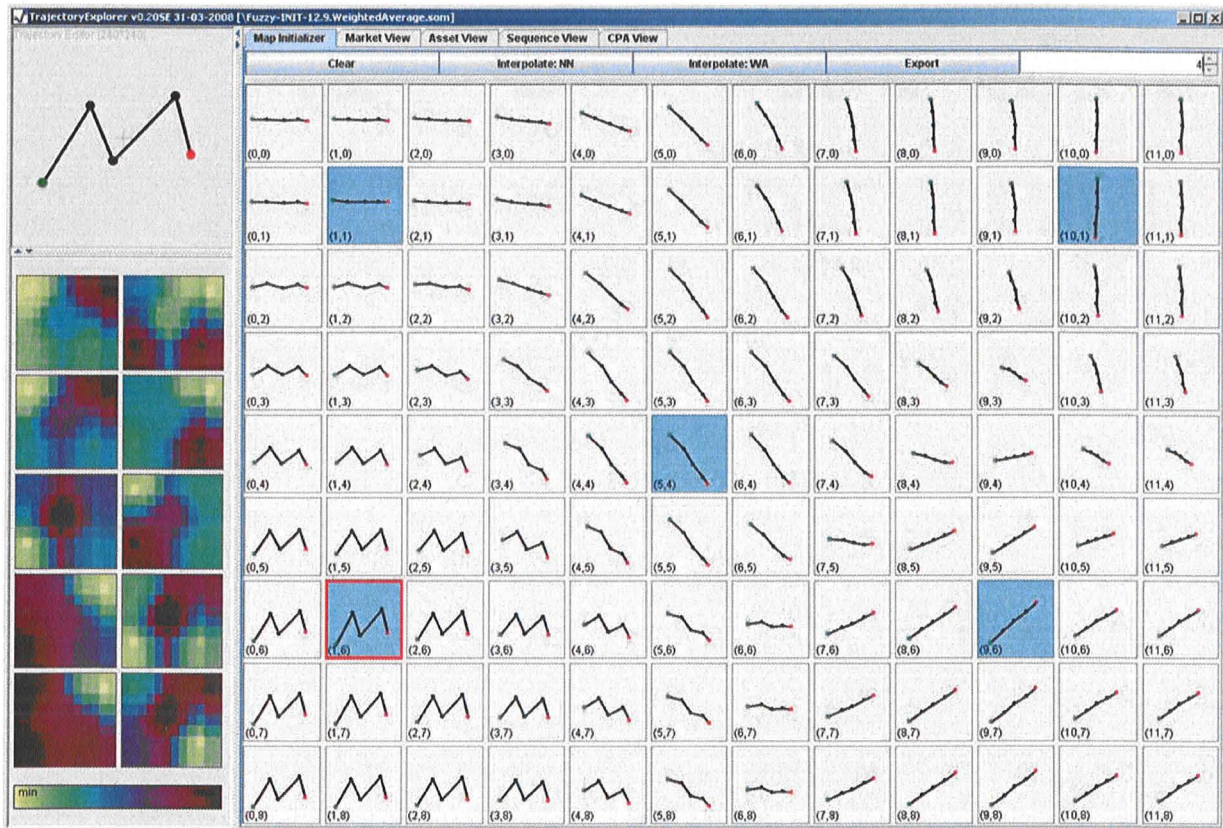 TrajectoryExplorer v0.20SE 31-03-2008 [\Fuzzy-INIT-12.9.WeightedAverage.som]
Trajectory Editor (240*240)
Map Initializer Market View Asset View Sequence View CPA View
Clear Interpolate: NN Interpolate: WA Export 4
(0,0) (1,0) (2,0) (3,0) (4,0) (5,0) (6,0) (7,0) (8,0) (9,0) (10,0) (11,0)
(0,1) (1,1) (2,1) (3,1) (4,1) (5,1) (6,1) (7,1) (8,1) (9,1) (10,1) (11,1)
(0,2) (1,2) (2,2) (3,2) (4,2) (5,2) (6,2) (7,2) (8,2) (9,2) (10,2) (11,2)
(0,3) (1,3) (2,3) (3,3) (4,3) (5,3) (6,3) (7,3) (8,3) (9,3) (10,3) (11,3)
(0,4) (1,4) (2,4) (3,4) (4,4) (5,4) (6,4) (7,4) (8,4) (9,4) (10,4) (11,4)
(0,5) (1,5) (2,5) (3,5) (4,5) (5,5) (6,5) (7,5) (8,5) (9,5) (10,5) (11,5)
(0,6) (1,6) (2,6) (3,6) (4,6) (5,6) (6,6) (7,6) (8,6) (9,6) (10,6) (11,6)
(0,7) (1,7) (2,7) (3,7) (4,7) (5,7) (6,7) (7,7) (8,7) (9,7) (10,7) (11,7)
(0,8) (1,8) (2,8) (3,8) (4,8) (5,8) (6,8) (7,8) (8,8) (9,8) (10,8) (11,8)
min max